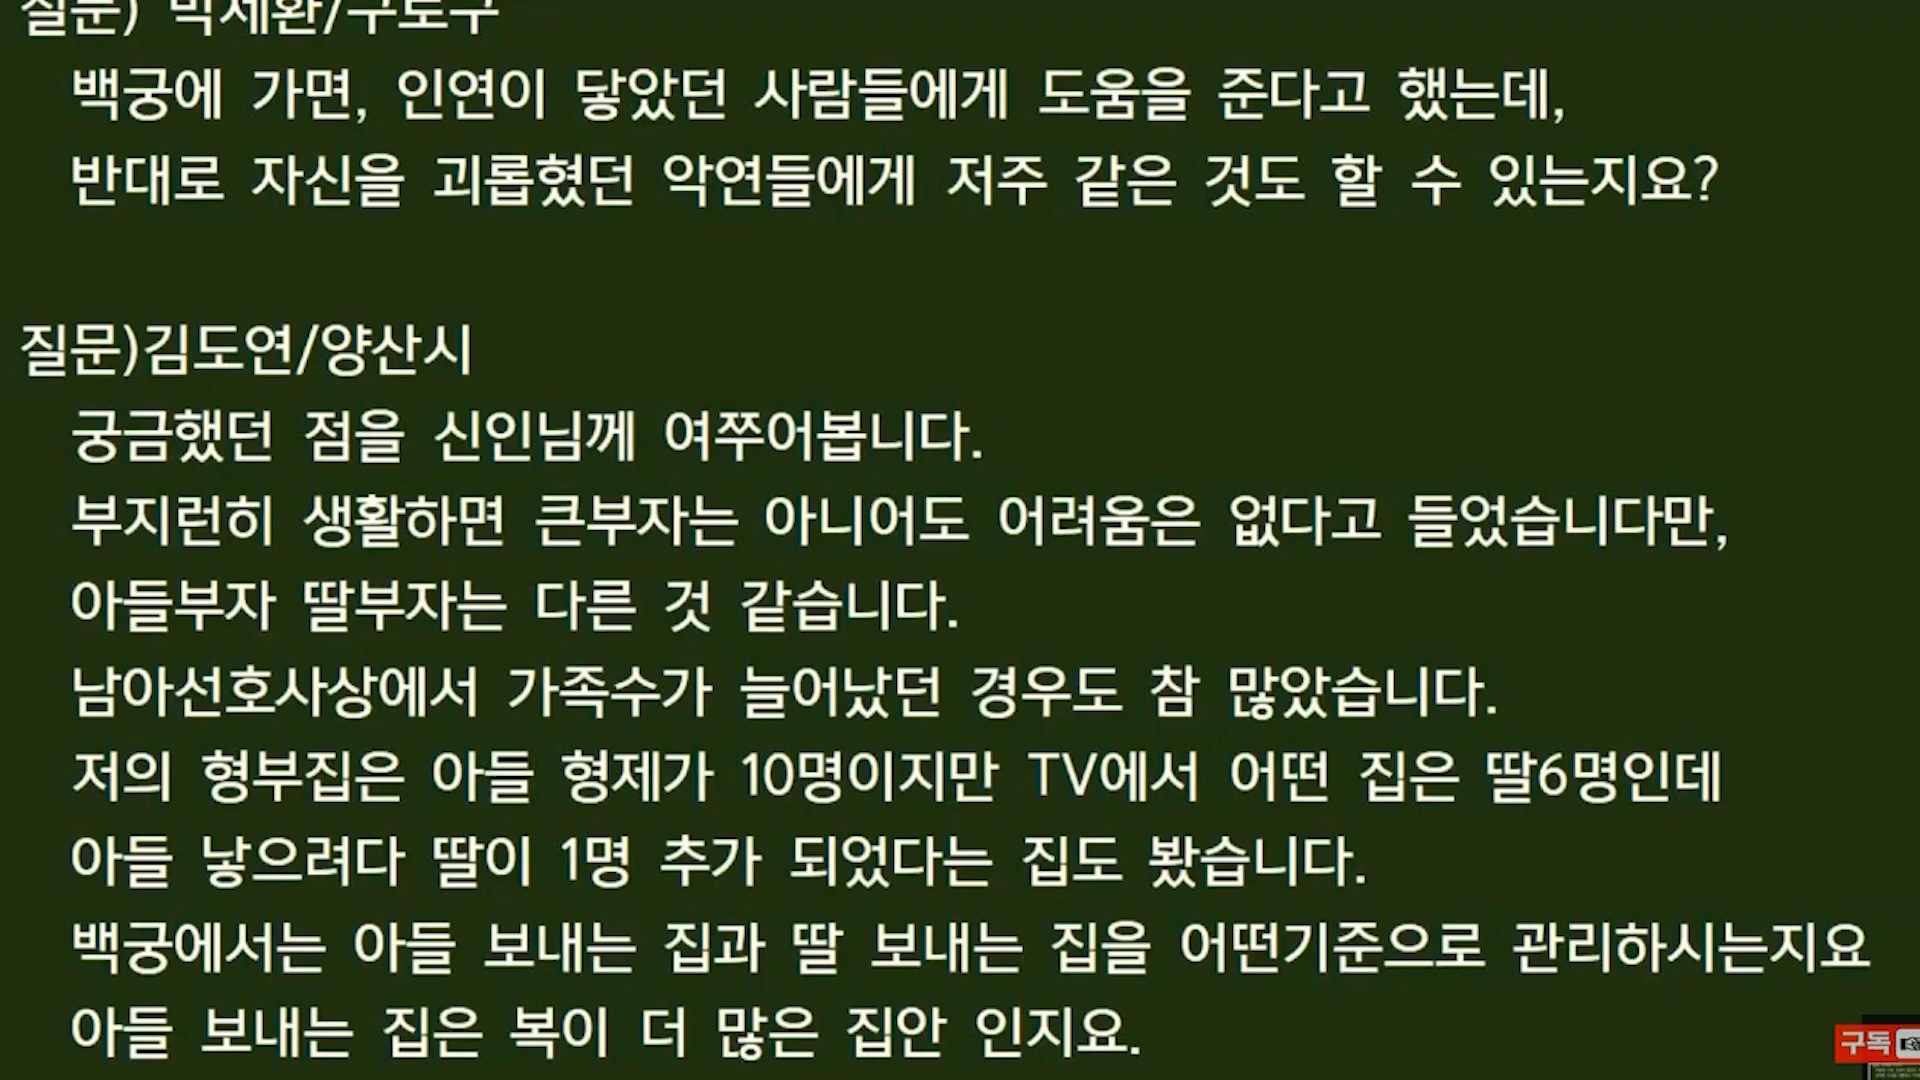 질문) 박세환/구로구
백궁에 가면, 인연이 닿았던 사람들에게 도움을 준다고 했는데,
반대로 자신을 괴롭혔던 악연들에게 저주 같은 것도 할 수 있는지요?
질문)김도연/양산시
궁금했던 점을 신인님께 여쭈어봅니다.
부지런히 생활하면 큰부자는 아니어도 어려움은 없다고 들었습니다만,
아들부자 딸부자는 다른 것 같습니다.
남아선호사상에서 가족수가 늘어났던 경우도 참 많았습니다.
저의 형부집은 아들 형제가 10명이지만 TV에서 어떤 집은 딸6명인데
아들 낳으려다 딸이 1명 추가 되었다는 집도 봤습니다.
백궁에서는 아들 보내는 집과 딸 보내는 집을 어떤기준으로 관리하시는지요
아들 보내는 집은 복이 더 많은 집안 인지요.
구독